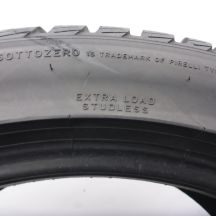 SOTTOZERO IS TRADEMARK OF PIRELLI
EXTRA LOAD
STUDLESS